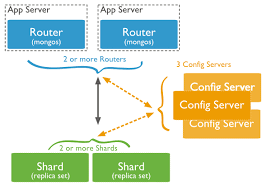 App Server
App Server
Router
(mongos)
Router
(mongos)
2 or more Routers
3 Config Servers
Config Server
Config Server
Config Server
2 or more Shards
Shard
(replica set)
Shard
(replica set)